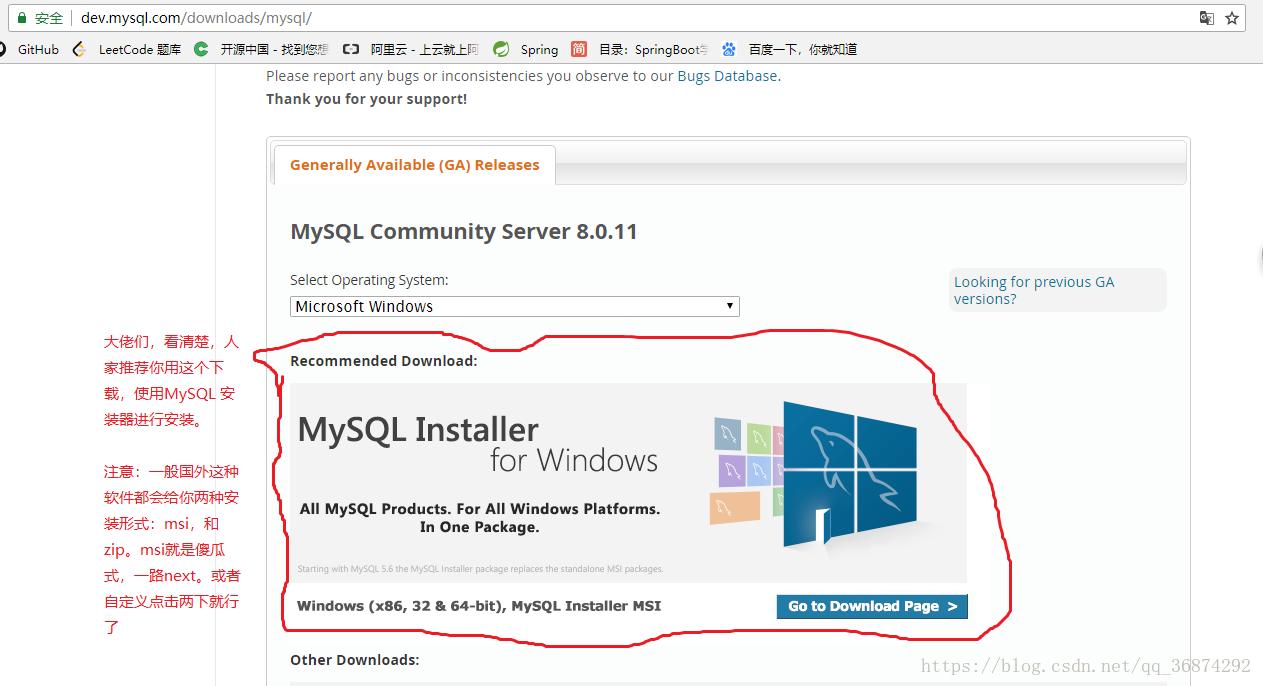 安全 dev.mysql.com/downloads/mysql/
GitHub LeetCode 题库 开源中国 - 找到您想 阿里云 - 上云就上阿 Spring 简 目录：SpringBoot学 百度一下，你就知道
Please report any bugs or inconsistencies you observe to our Bugs Database.
Thank you for your support!
Generally Available (GA) Releases
MySQL Community Server 8.0.11
Select Operating System:
Microsoft Windows
Looking for previous GA
versions?
大佬们，看清楚，人
家推荐你用这个下
载，使用MySQL 安
装器进行安装。
注意：一般国外这种
软件都会给你两种安
装形式：msi，和
zip。msi就是傻瓜
式，一路next。或者
自定义点击两下就行
了
Recommended Download:
MySQL Installer
for Windows
All MySQL Products. For All Windows Platforms.
In One Package.
Starting with MySQL 5.6 the MySQL Installer package replaces the standalone MSI packages.
Windows (x86, 32 & 64-bit), MySQL Installer MSI
Go to Download Page >
Other Downloads:
https://blog.csdn.net/qq_36874292